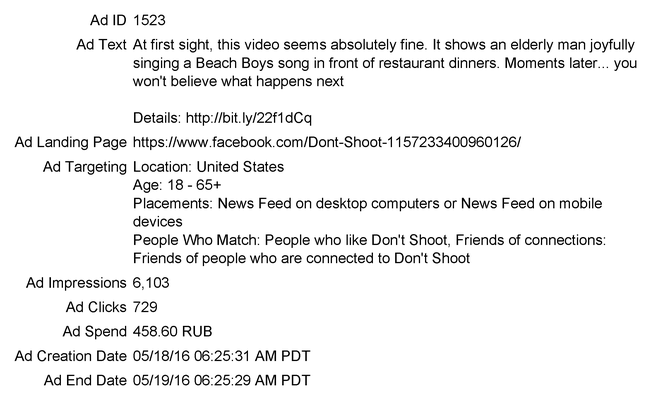 Ad ID 1523
Ad Text At first sight, this video seems absolutely fine. It shows an elderly man joyfully
singing a Beach Boys song in front of restaurant dinners. Moments later... you
won't believe what happens next
Details: http://bit.ly/22f1dCq
Ad Landing Page https://www.facebook.com/Dont-Shoot-1157233400960126/
Ad Targeting Location: United States
Age: 18 - 65+
Placements: News Feed on desktop computers or News Feed on mobile
devices
People Who Match: People who like Don't Shoot, Friends of connections:
Friends of people who are connected to Don't Shoot
Ad Impressions 6,103
Ad Clicks 729
Ad Spend 458.60 RUB
Ad Creation Date 05/18/16 06:25:31 AM PDT
Ad End Date 05/19/16 06:25:29 AM PDT